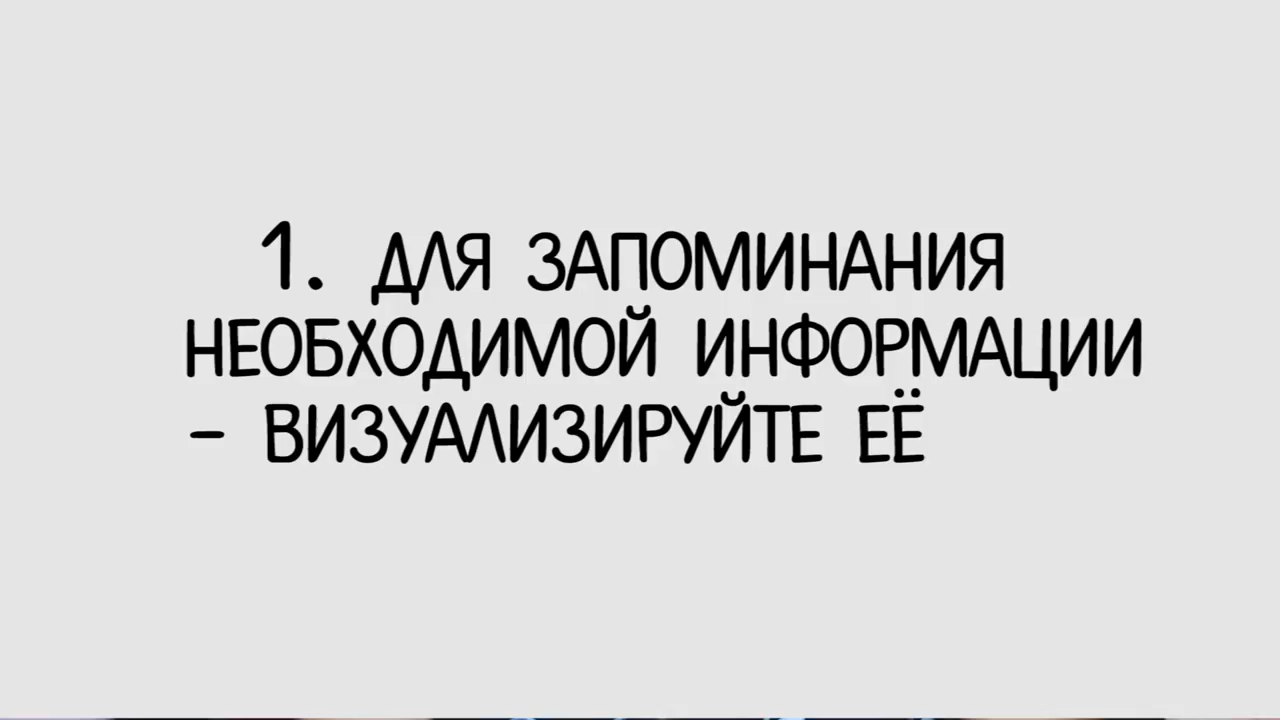 1. ДЛЯ ЗАПОМИНАНИЯ
НЕОБХОДИМОЙ ИНФОРМАЦИИ
- ВИЗУАЛИЗИРУЙТЕ ЕЁ